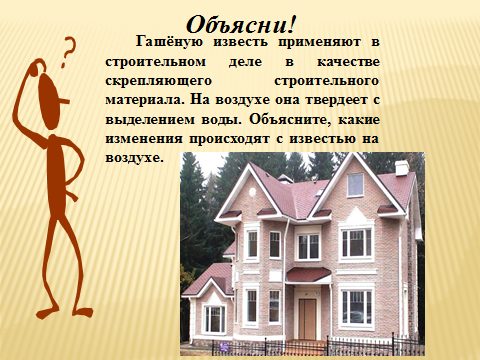 Объясни!
Гашёную известь применяют в
строительном деле в качестве
скрепляющего строительного
материала. На воздухе она твердеет с
выделением воды. Объясните, какие
изменения происходят с известью на
воздухе.
?